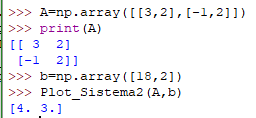 >>> A=np.array([[3,2],[-1,2]])
>>> print(A)
[[ 3  2]
 [-1  2]]
>>> b=np.array([18,2])
>>> Plot_Sistema2(A,b)
[4. 3.]